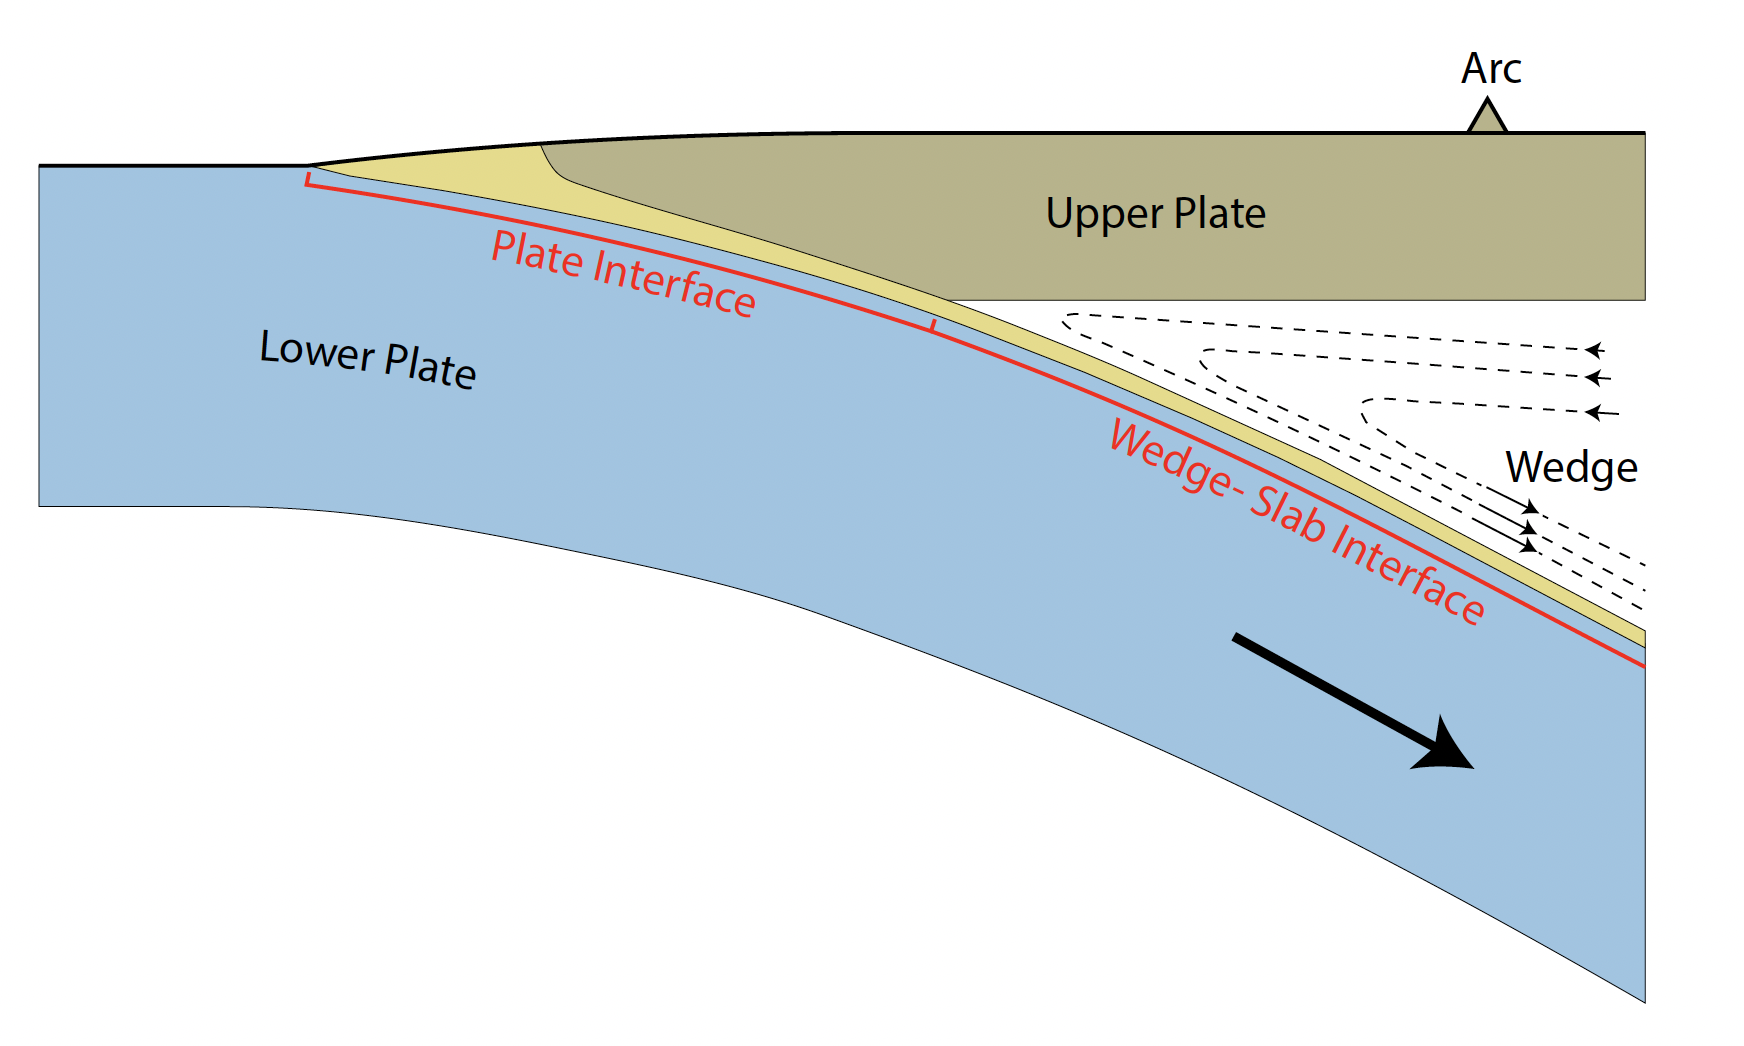 Arc
Upper Plate
Plate Interface
Lower Plate
Wedge
Wedge- Slab Interface